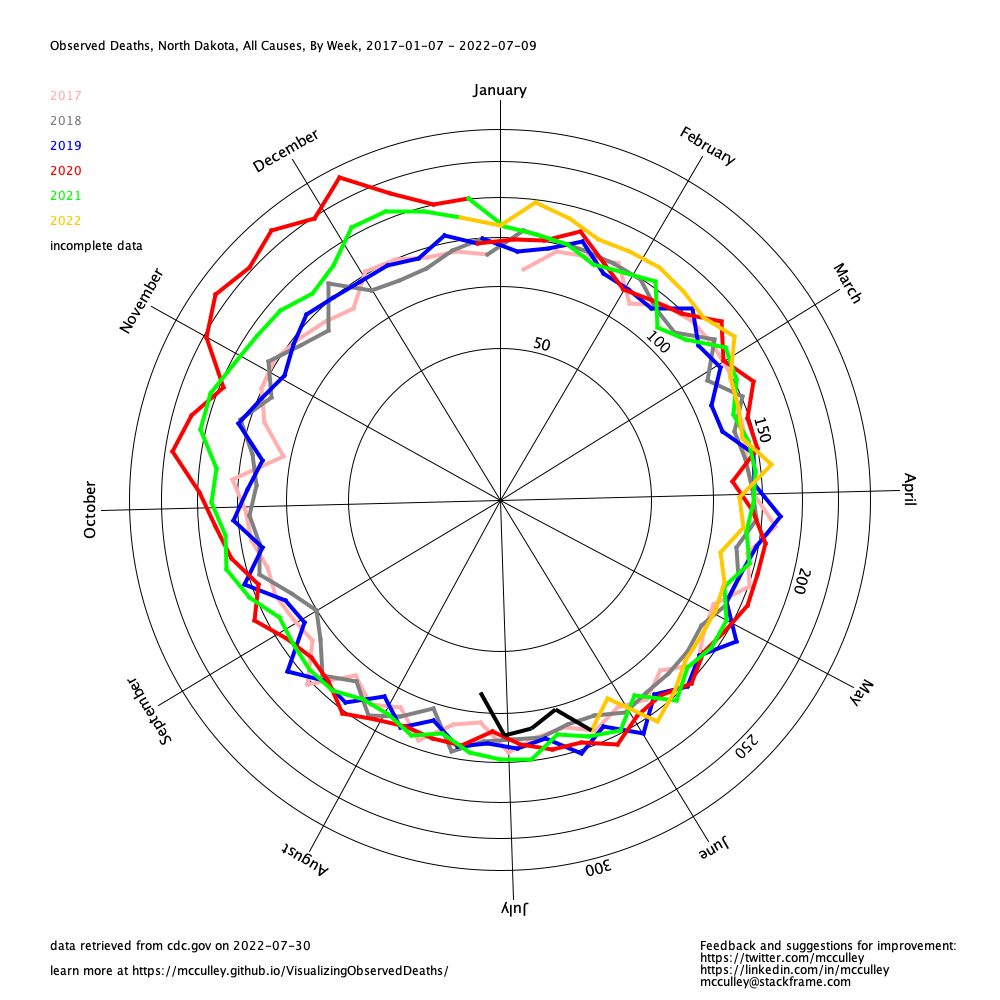 Observed Deaths, North Dakota, All Causes, By Week, 2017-01-07 - 2022-07-09
January
2017
2018
2019
2020
2021
2022
incomplete data
December
February
November
March
50
100
150
October
April
200
September
May
250
August
June
300
July
data retrieved from cdc.gov on 2022-07-30
learn more at https://mcculley.github.io/VisualizingObservedDeaths/
Feedback and suggestions for improvement:
https://twitter.com/mcculley
https://linkedin.com/in/mcculley
mcculley@stackframe.com